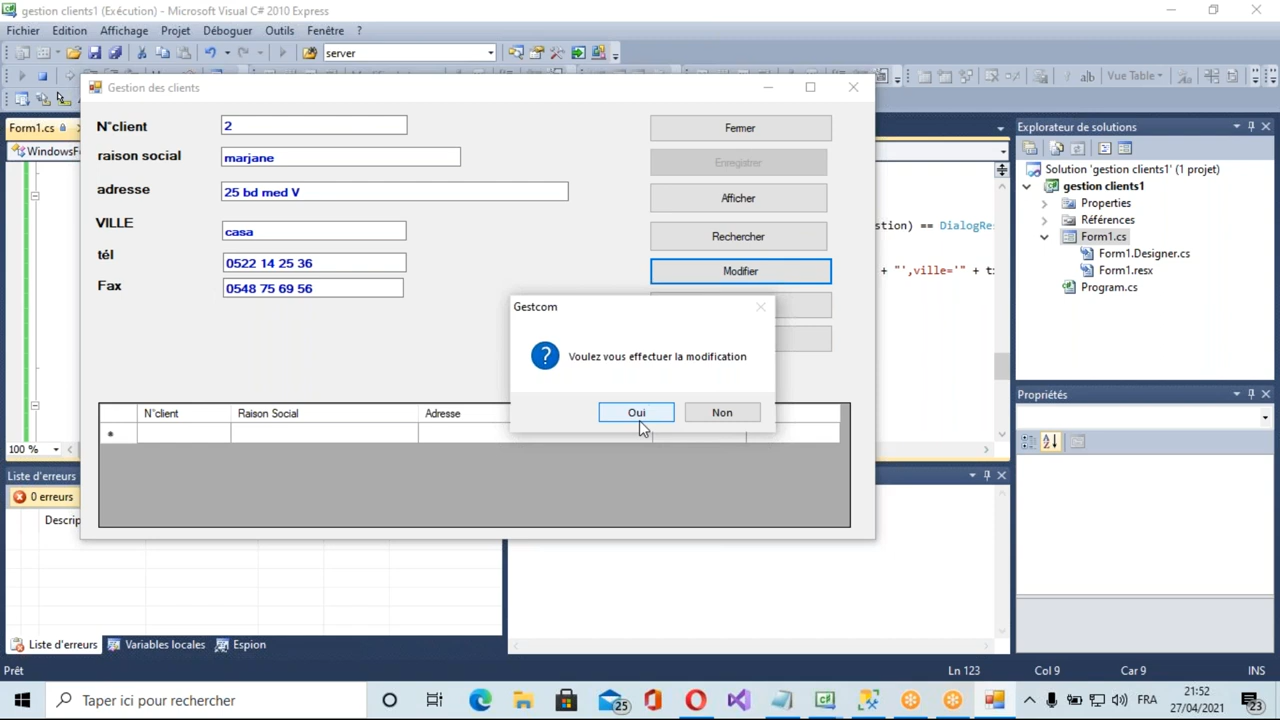 gestion clients1 (Exécution) - Microsoft Visual C# 2010 Express
Fichier Edition Affichage Projet Déboguer Outils Fenêtre ?
server
Vue Table
Gestion des clients
Form1.cs
WindowsF
N°client 2
raison social marjane
adresse 25 bd med V
VILLE casa
tél 0522 14 25 36
Fax 0548 75 69 56
Fermer
Enregistrer
Afficher
Rechercher
Modifier
Gestcom
Voulez vous effectuer la modification
Oui Non
N°client Raison Social Adresse
stion) == DialogRes
+ "',ville='" + t
100 %
Explorateur de solutions
Solution 'gestion clients1' (1 projet)
gestion clients1
Properties
Références
Form1.cs
Form1.Designer.cs
Form1.resx
Program.cs
Propriétés
Liste d'erreurs
0 erreurs
Descrip
Liste d'erreurs Variables locales Espion
Prêt Ln 123 Col 9 Car 9 INS
Taper ici pour rechercher
25
FRA
21:52
27/04/2021
23